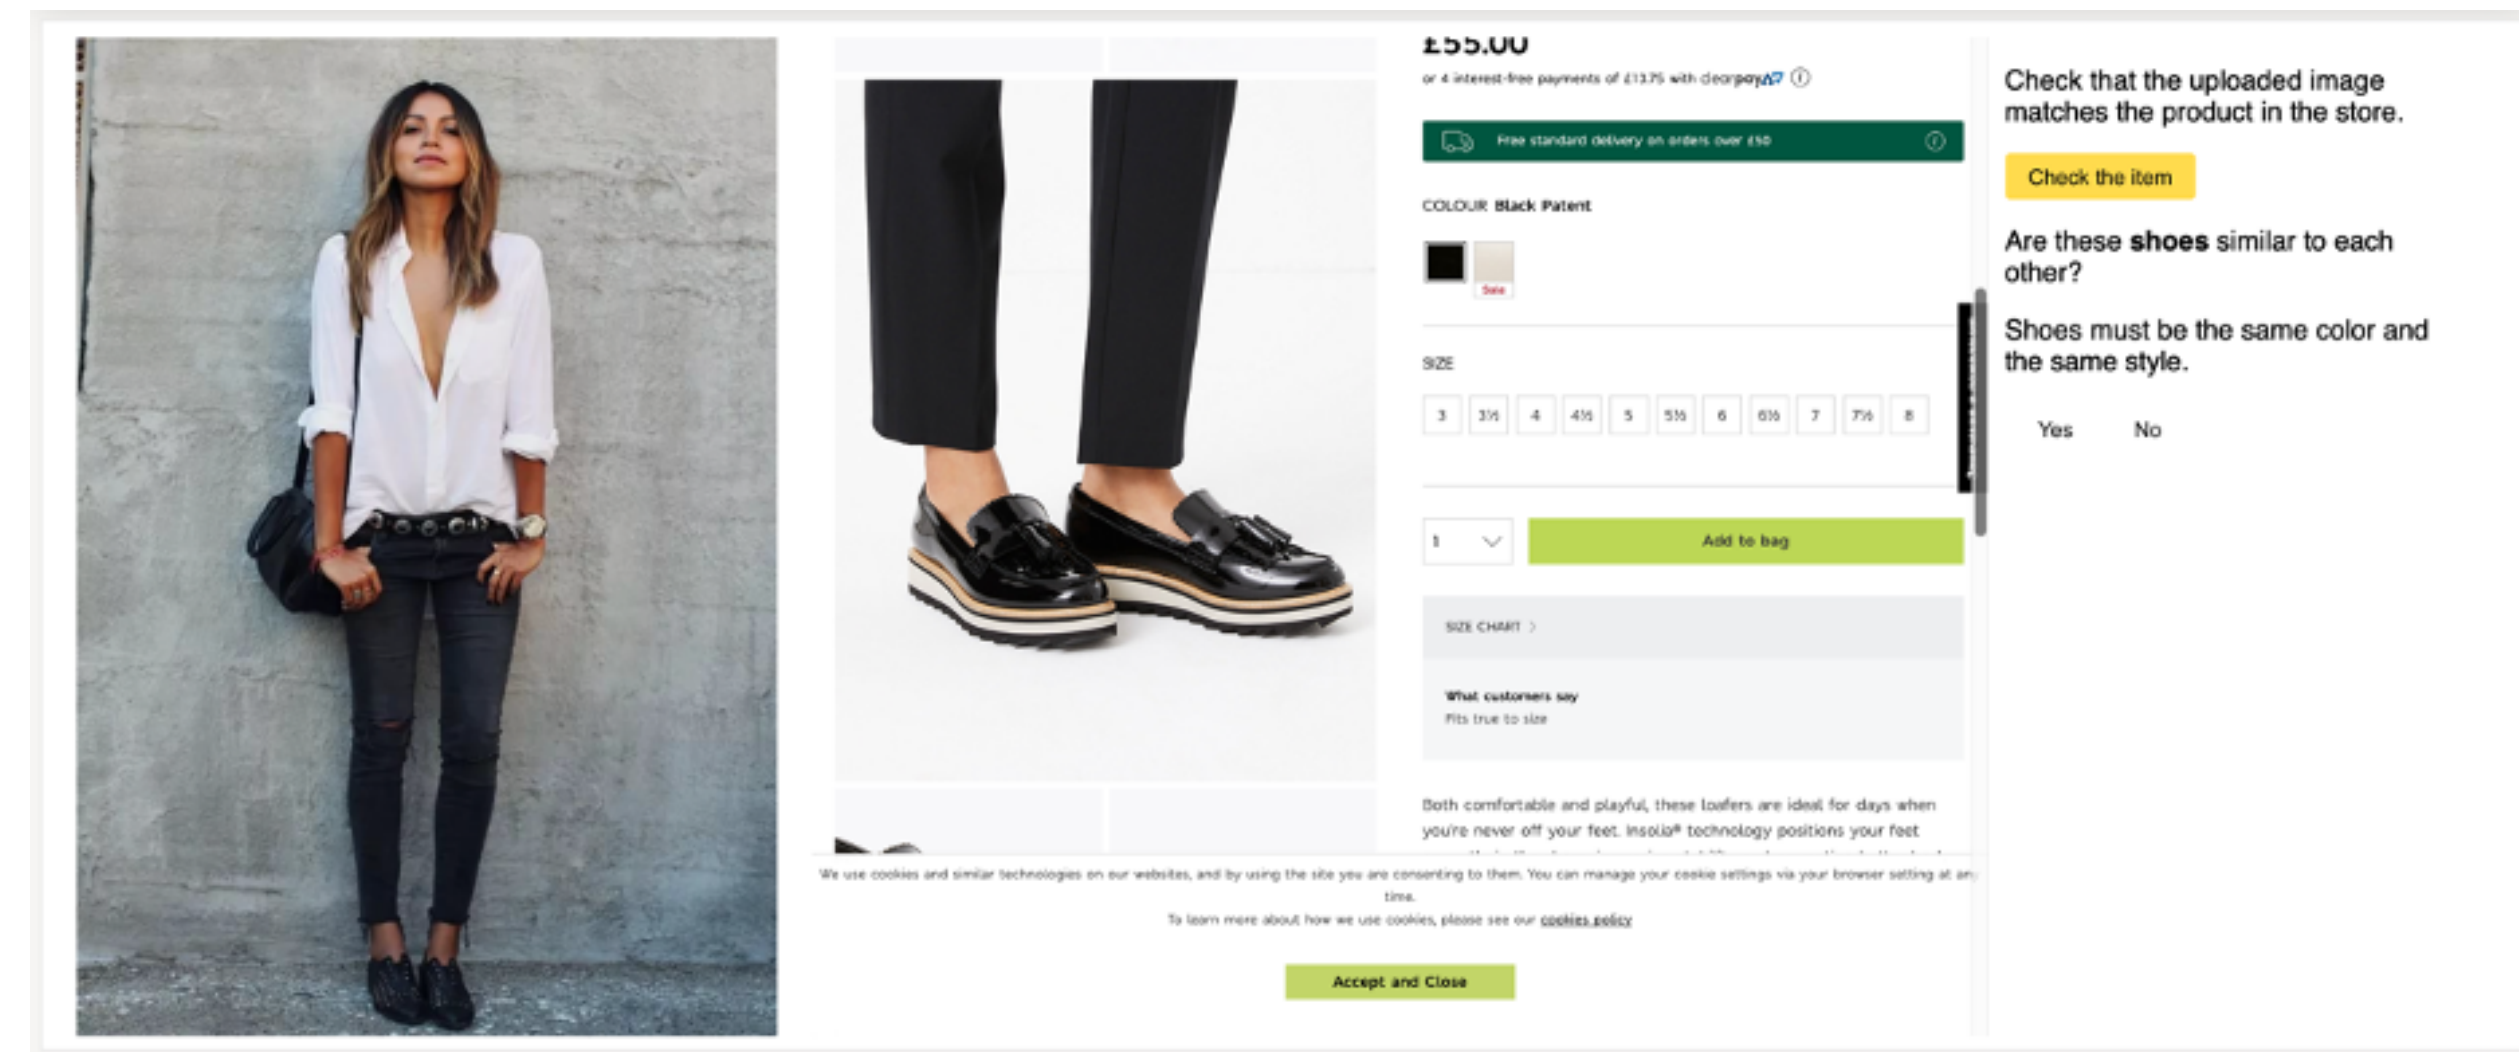 £55.00
or 4 interest-free payments of £13.75 with clearpay
Free standard delivery on orders over £50
COLOUR Black Patent
Sale
SIZE
3 3½ 4 4½ 5 5½ 6 6½ 7 7½ 8
1
Add to bag
SIZE CHART >
What customers say
Fits true to size
Both comfortable and playful, these loafers are ideal for days when
you're never off your feet. Insolia® technology positions your feet
We use cookies and similar technologies on our websites, and by using the site you are consenting to them. You can manage your cookie settings via your browser setting at any
time.
To learn more about how we use cookies, please see our cookies policy
Accept and Close
Check that the uploaded image
matches the product in the store.
Check the item
Are these shoes similar to each
other?
Shoes must be the same color and
the same style.
Yes No